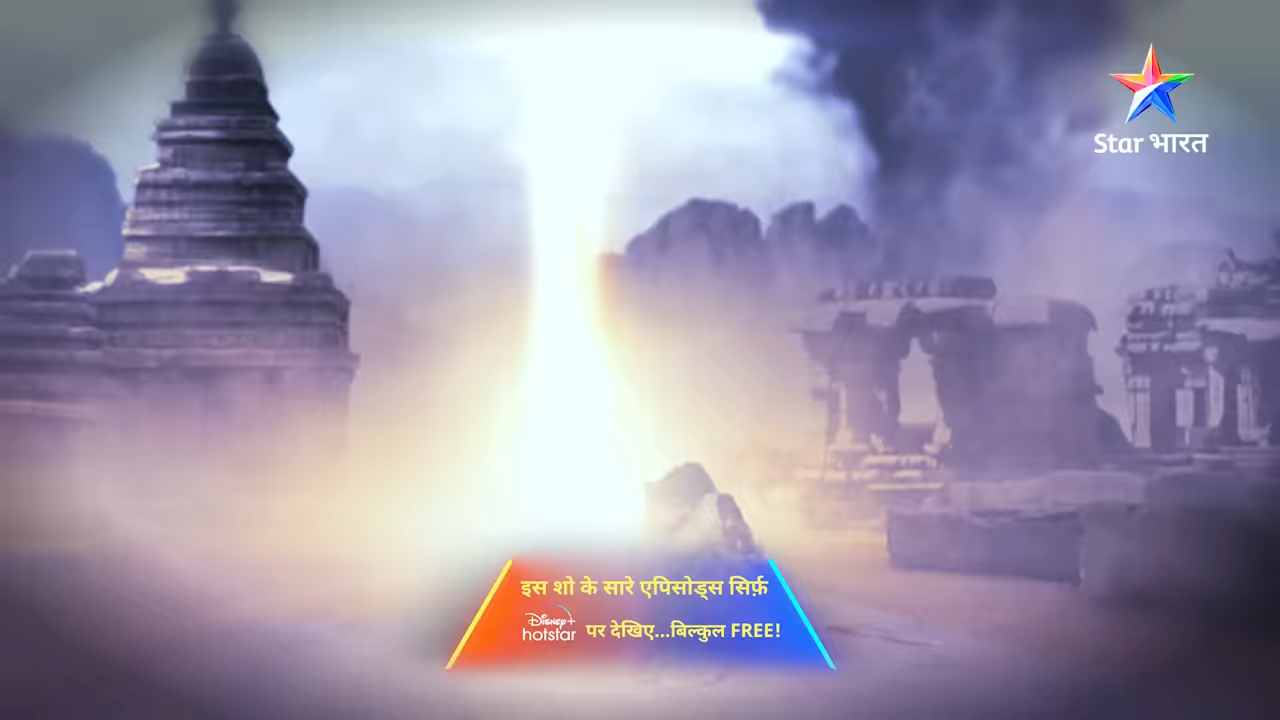 Star भारत
इस शो के सारे एपिसोड्स सिर्फ़
Disney+ hotstar पर देखिए...बिल्कुल FREE!